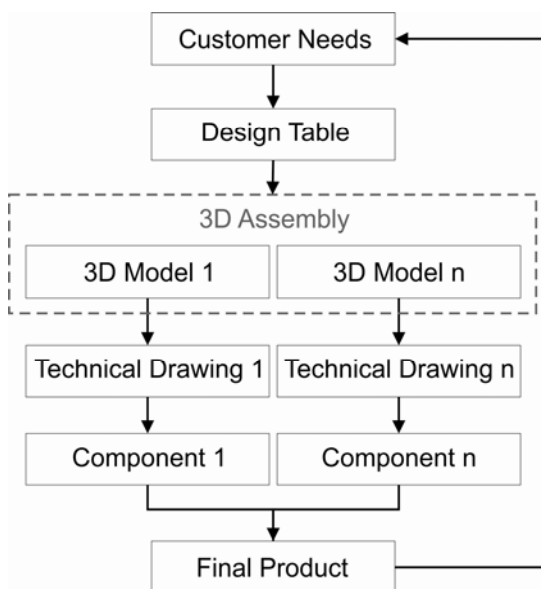 Customer Needs
Design Table
3D Assembly
3D Model 1
3D Model n
Technical Drawing 1
Technical Drawing n
Component 1
Component n
Final Product